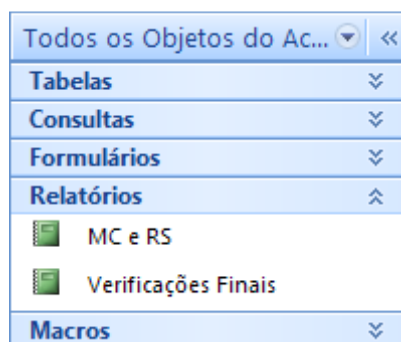 Todos os Objetos do Ac...
Tabelas
Consultas
Formulários
Relatórios
MC e RS
Verificações Finais
Macros